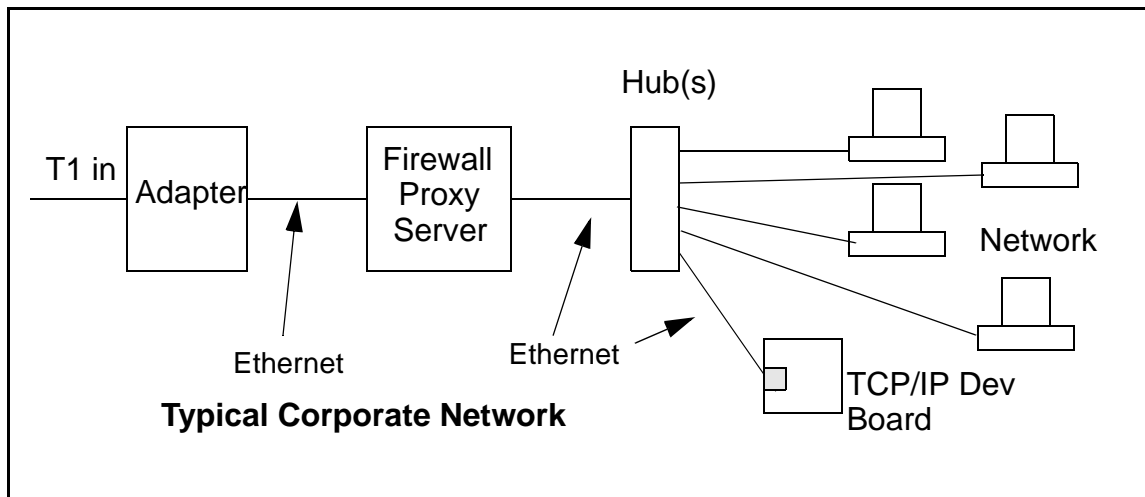 Hub(s)
T1 in
Adapter
Firewall
Proxy
Server
Network
Ethernet
Ethernet
TCP/IP Dev
Board
Typical Corporate Network